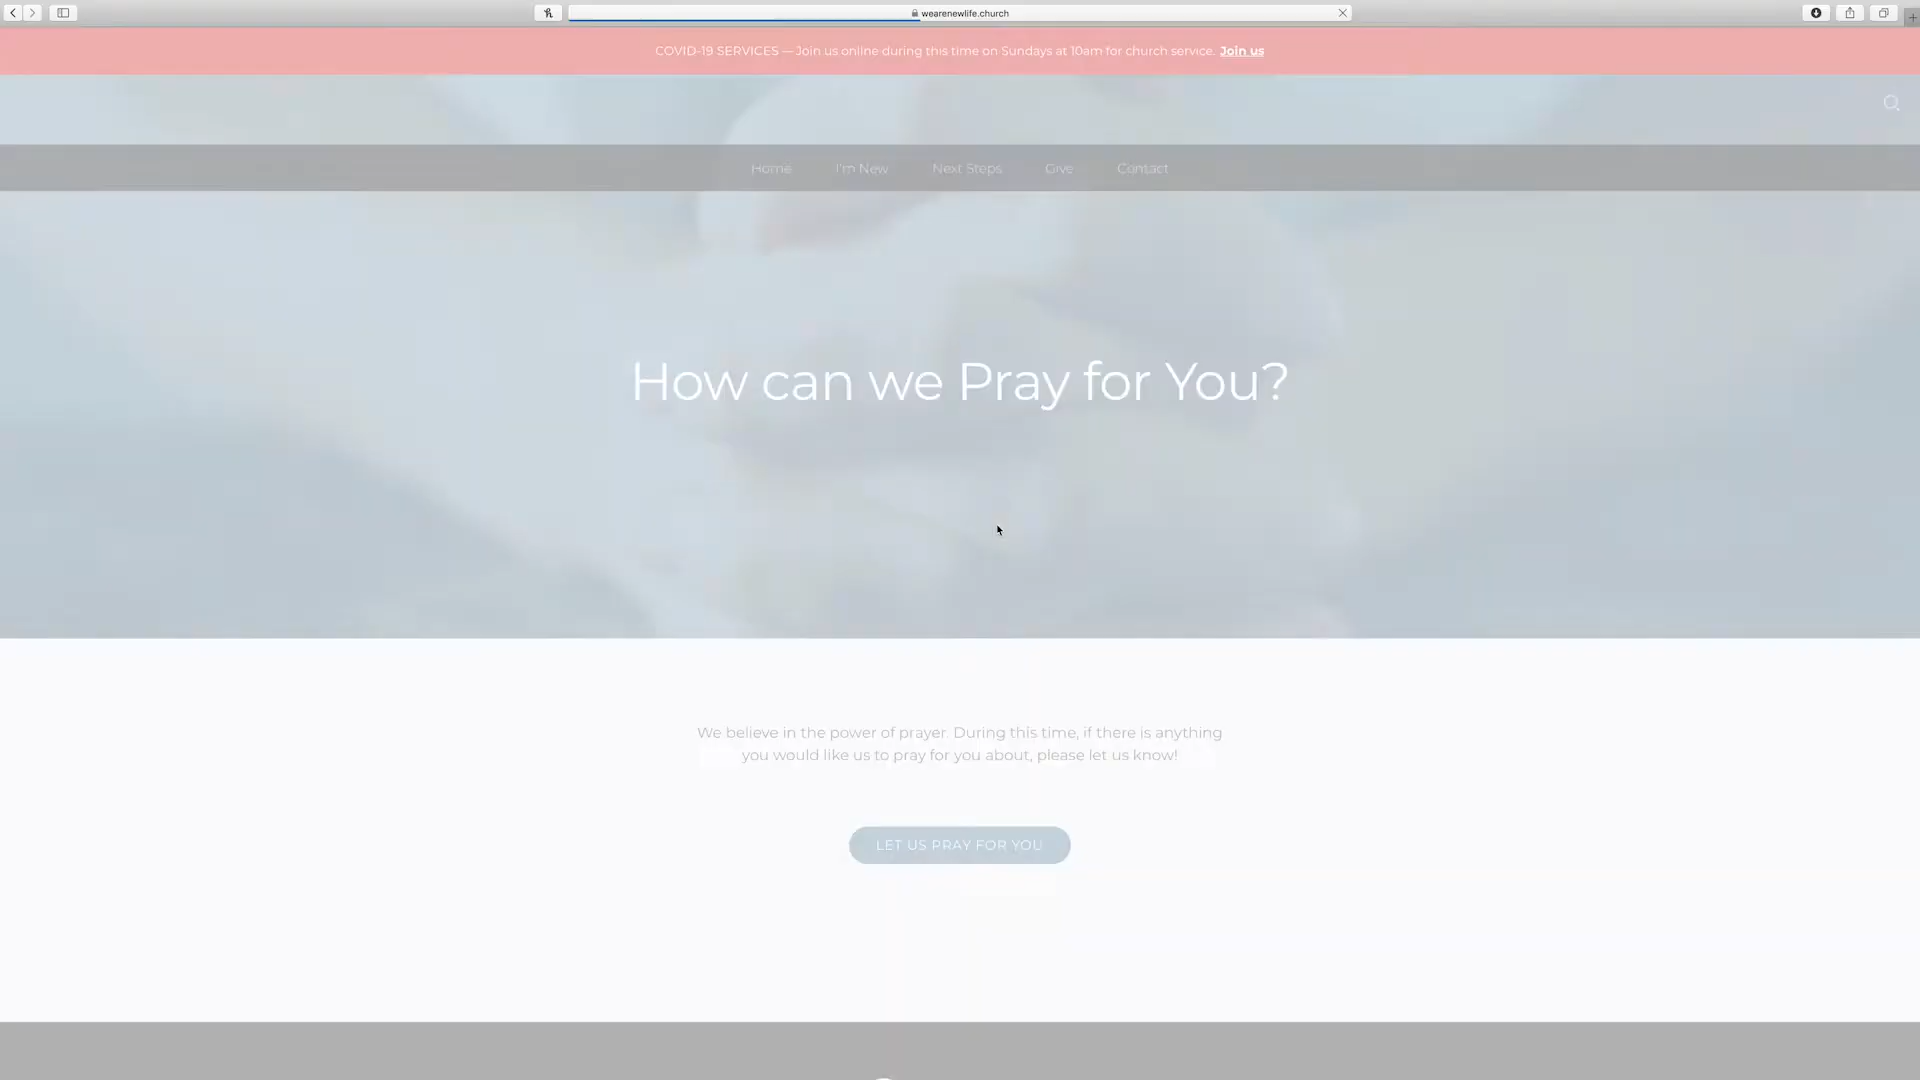 wearenewlife.church
COVID-19 SERVICES — Join us online during this time on Sundays at 10am for church service. Join us
Home I'm New Next Steps Give Contact
How can we Pray for You?
We believe in the power of prayer. During this time, if there is anything
you would like us to pray for you about, please let us know!
LET US PRAY FOR YOU